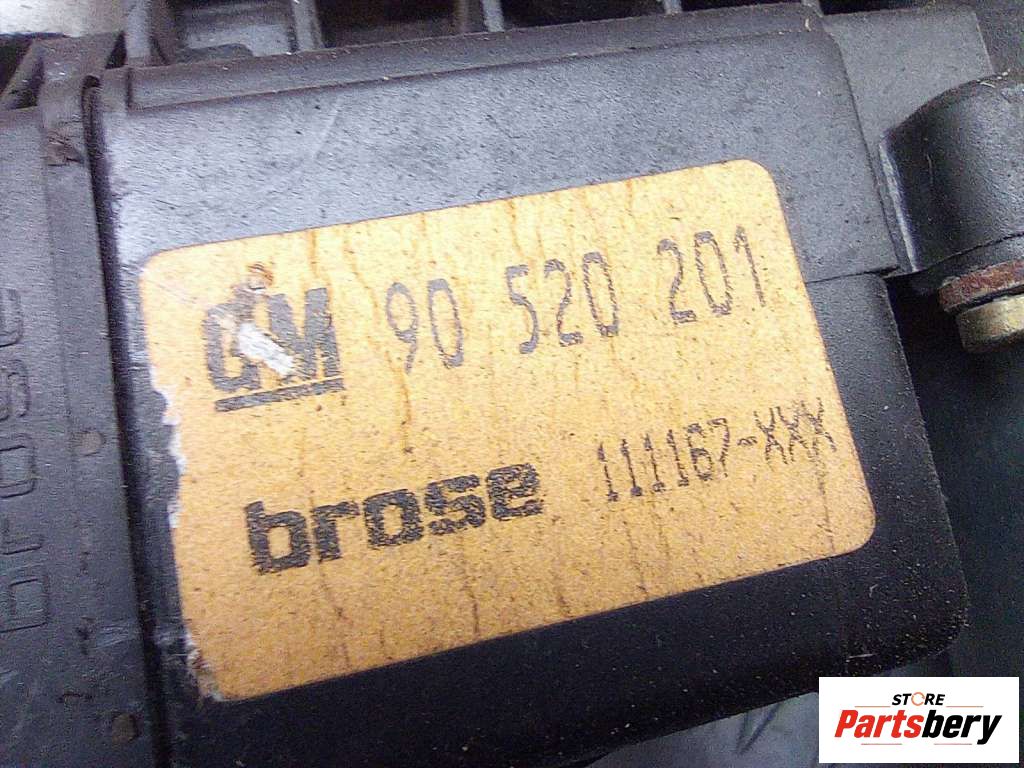 GM 90 520 201
brose 111167-XXX
brose
STORE
Partsbery